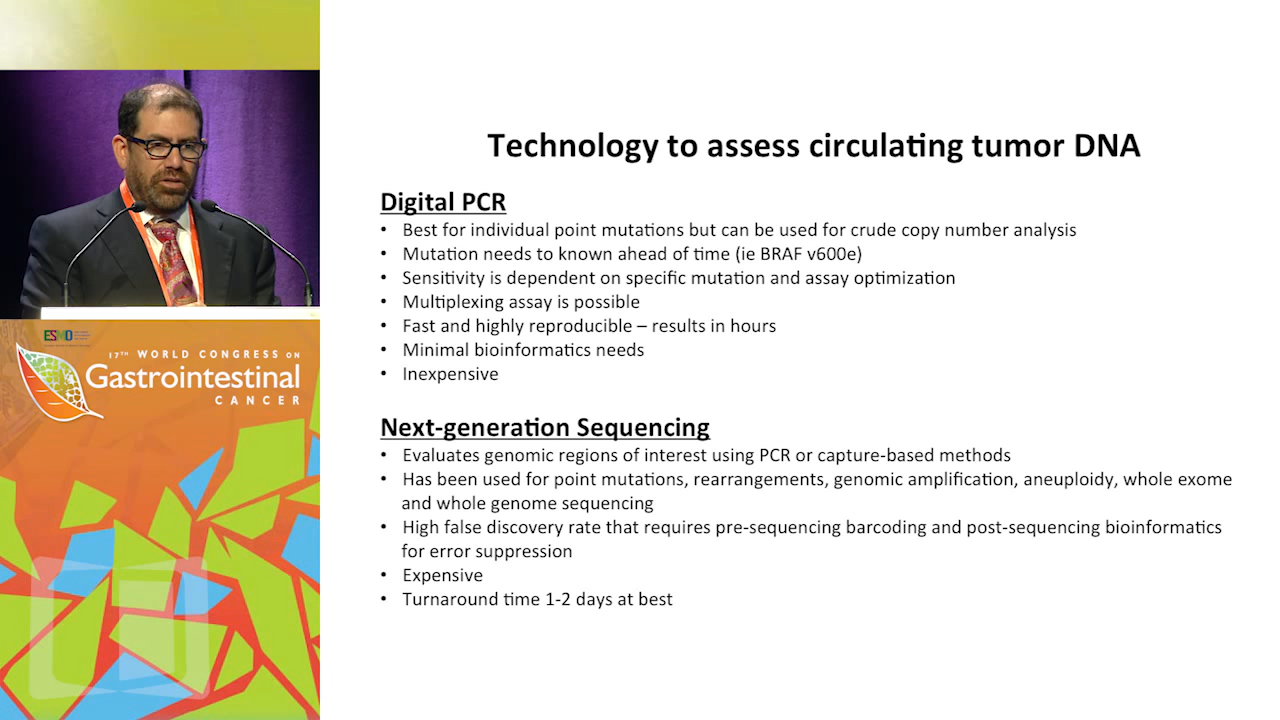 Technology to assess circulating tumor DNA
Digital PCR
• Best for individual point mutations but can be used for crude copy number analysis
• Mutation needs to known ahead of time (ie BRAF v600e)
• Sensitivity is dependent on specific mutation and assay optimization
• Multiplexing assay is possible
• Fast and highly reproducible – results in hours
• Minimal bioinformatics needs
• Inexpensive
Next-generation Sequencing
• Evaluates genomic regions of interest using PCR or capture-based methods
• Has been used for point mutations, rearrangements, genomic amplification, aneuploidy, whole exome
and whole genome sequencing
• High false discovery rate that requires pre-sequencing barcoding and post-sequencing bioinformatics
for error suppression
• Expensive
• Turnaround time 1-2 days at best
ESMO
17TH WORLD CONGRESS ON
Gastrointestinal
CANCER